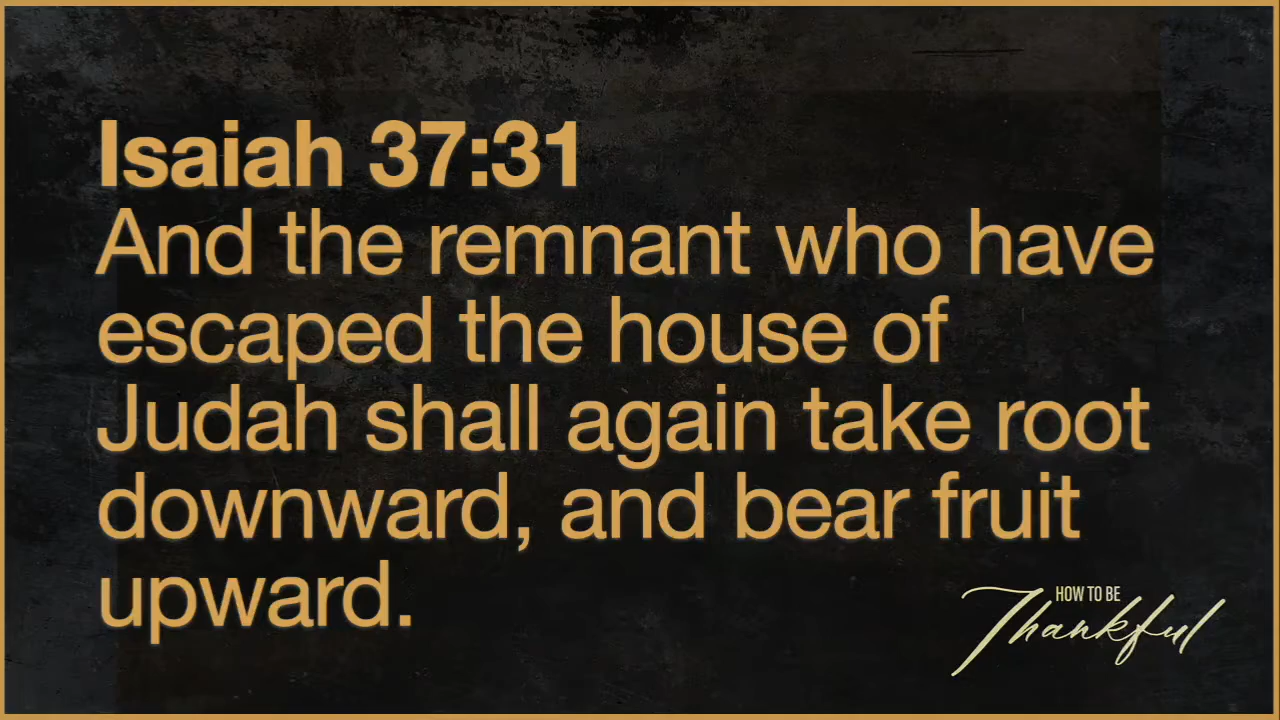 Isaiah 37:31
And the remnant who have
escaped the house of
Judah shall again take root
downward, and bear fruit
upward.
HOW TO BE
Thankful